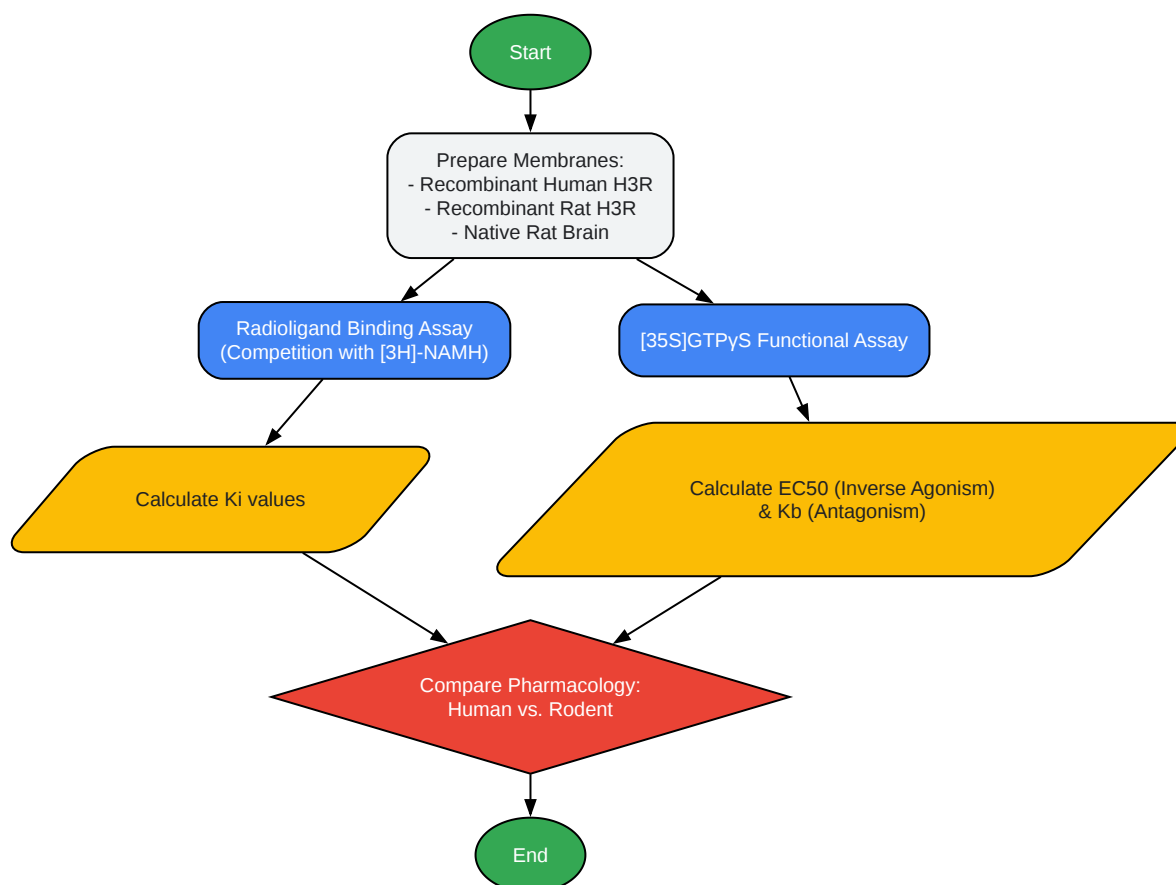 Start
Prepare Membranes:
- Recombinant Human H3R
- Recombinant Rat H3R
- Native Rat Brain
Radioligand Binding Assay
(Competition with [3H]-NAMH)
[35S]GTPγS Functional Assay
Calculate Ki values
Calculate EC50 (Inverse Agonism)
& Kb (Antagonism)
Compare Pharmacology:
Human vs. Rodent
End